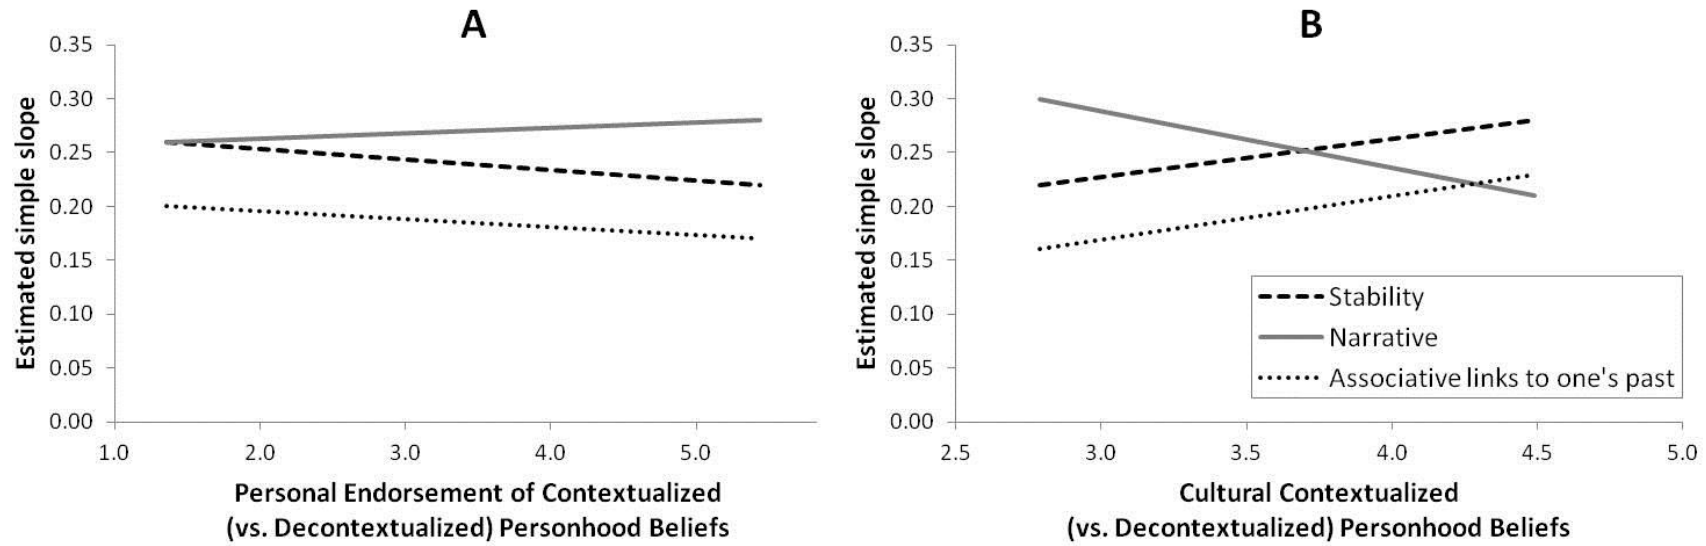 A
Estimated simple slope
0.35
0.30
0.25
0.20
0.15
0.10
0.05
0.00
1.0 2.0 3.0 4.0 5.0
Personal Endorsement of Contextualized
(vs. Decontextualized) Personhood Beliefs
B
Estimated simple slope
0.35
0.30
0.25
0.20
0.15
0.10
0.05
0.00
Stability
Narrative
Associative links to one's past
2.5 3.0 3.5 4.0 4.5 5.0
Cultural Contextualized
(vs. Decontextualized) Personhood Beliefs